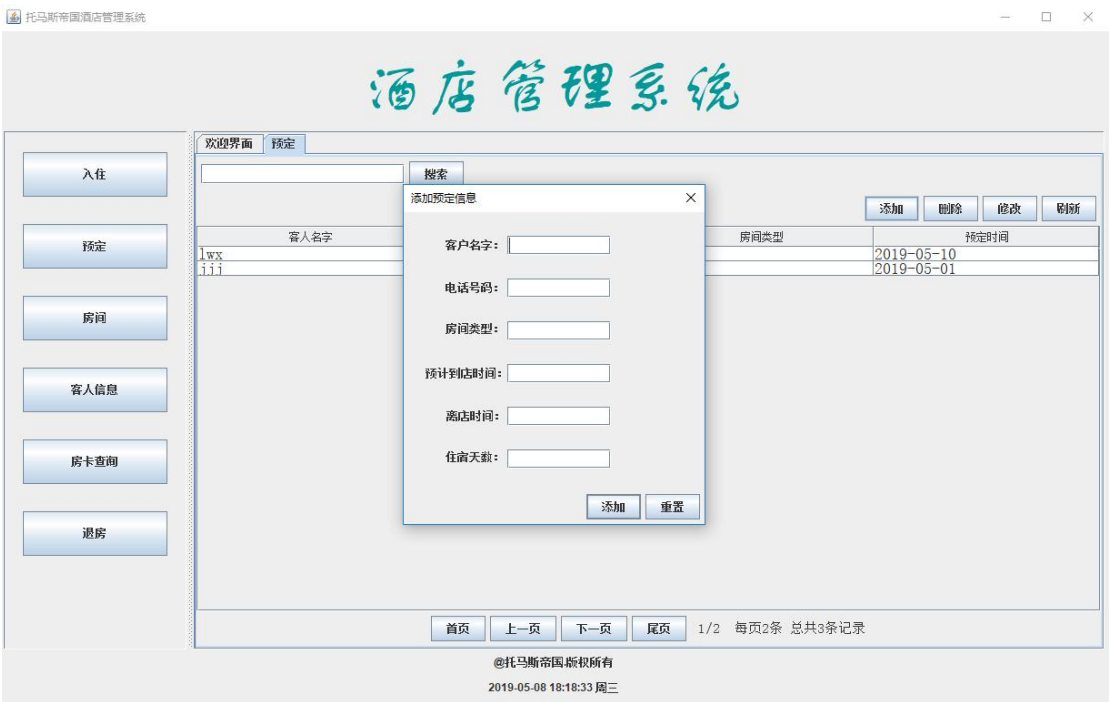 托马斯帝国酒店管理系统
酒店管理系统
欢迎界面 预定
入住
搜索
添加预定信息
添加 删除 修改 刷新
客人名字 房间类型 预定时间
预定
客户名字：
lwx 2019-05-10
jjj 2019-05-01
电话号码：
房间
房间类型：
预计到店时间：
客人信息
离店时间：
房卡查询
住宿天数：
添加 重置
退房
首页 上一页 下一页 尾页 1/2 每页2条 总共3条记录
@托马斯帝国.版权所有
2019-05-08 18:18:33 周三